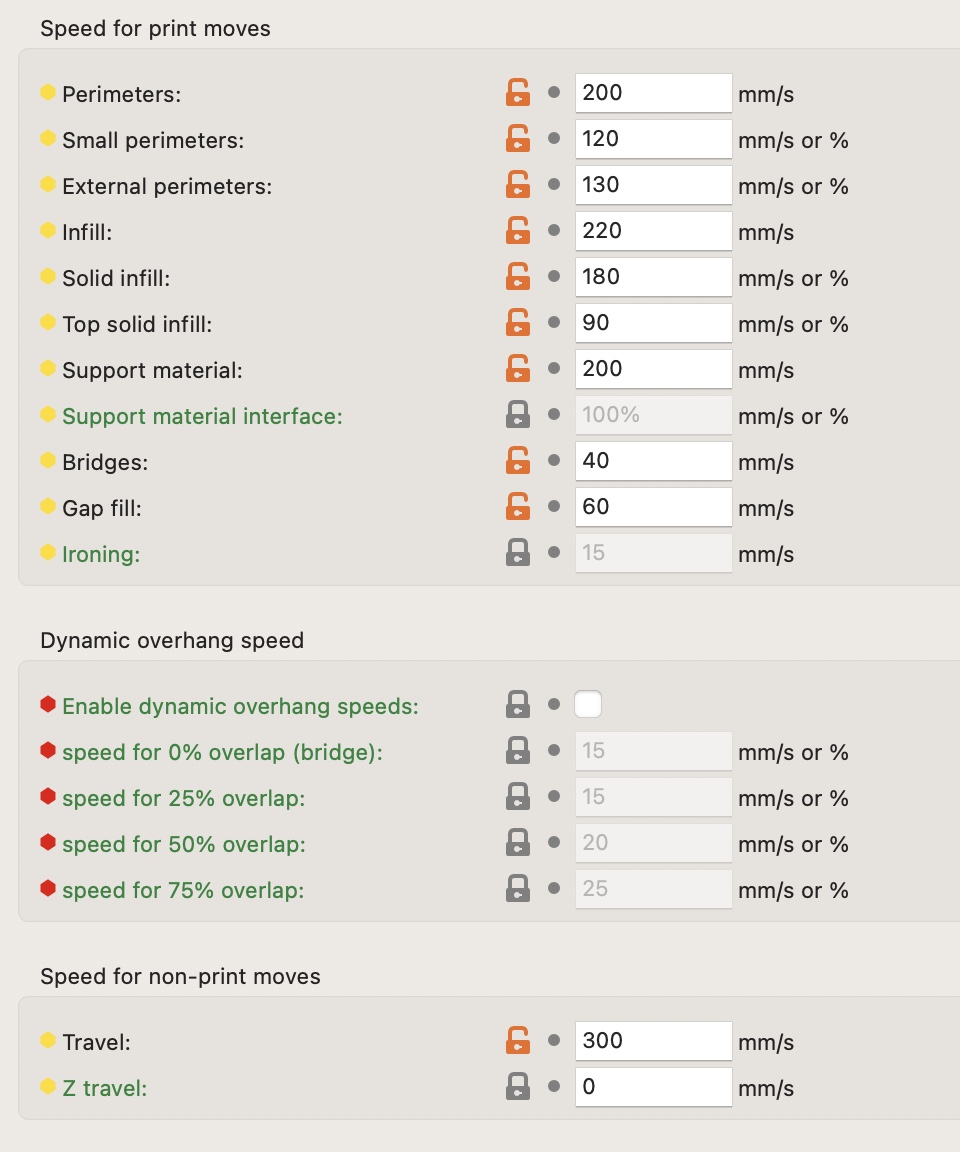 Speed for print moves
Perimeters: 200 mm/s
Small perimeters: 120 mm/s or %
External perimeters: 130 mm/s or %
Infill: 220 mm/s
Solid infill: 180 mm/s or %
Top solid infill: 90 mm/s or %
Support material: 200 mm/s
Support material interface: 100% mm/s or %
Bridges: 40 mm/s
Gap fill: 60 mm/s
Ironing: 15 mm/s
Dynamic overhang speed
Enable dynamic overhang speeds:
speed for 0% overlap (bridge): 15 mm/s or %
speed for 25% overlap: 15 mm/s or %
speed for 50% overlap: 20 mm/s or %
speed for 75% overlap: 25 mm/s or %
Speed for non-print moves
Travel: 300 mm/s
Z travel: 0 mm/s